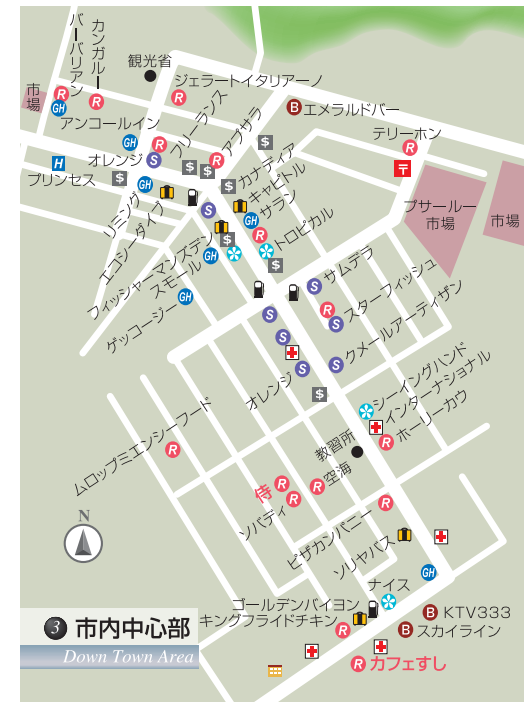 バーバリアン
カンガルー
観光省
市場
ジェラートイタリアーノ
エメラルドバー
アンコールイン
フリーランス
アプサラ
テリーホン
オレンジ
プリンセス
カナディア
キャピトル
サラン
トロピカル
プサールー
市場
市場
リミング
エコシーダイブ
フィッシャーマンズデン
スモール
ゲッコージー
サムデラ
スターフィッシュ
クメールアーティザン
オレンジ
シーイングハンド
インターナショナル
ホーリーカウ
ムロップミエンシーフード
教習所
空海
侍
ソバディ
ピザカンパニー
ソリヤバス
N
ナイス
ゴールデンバイヨン
キングフライドチキン
KTV333
スカイライン
カフェすし
3 市内中心部
Down Town Area